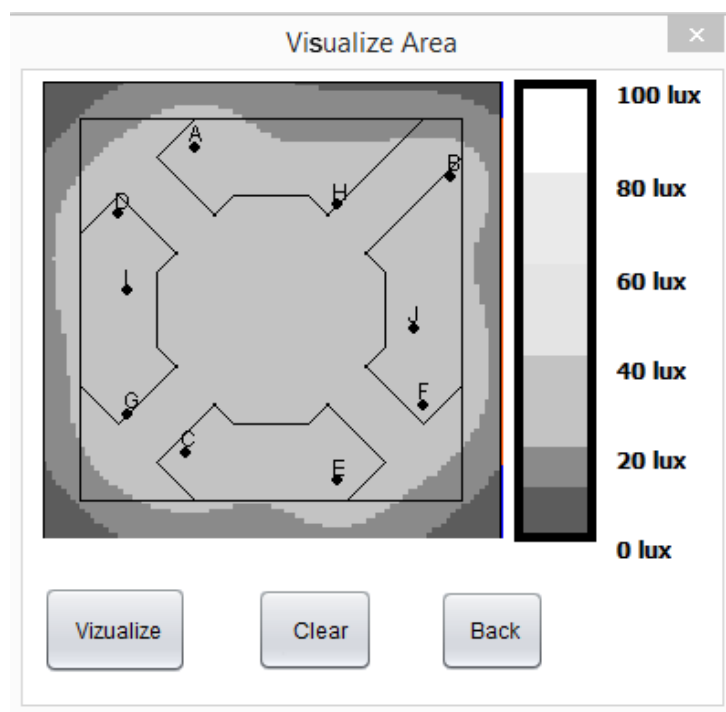 Visualize Area
×
100 lux
A
B
80 lux
H
D
60 lux
I
J
40 lux
F
G
C
20 lux
E
0 lux
Vizualize
Clear
Back